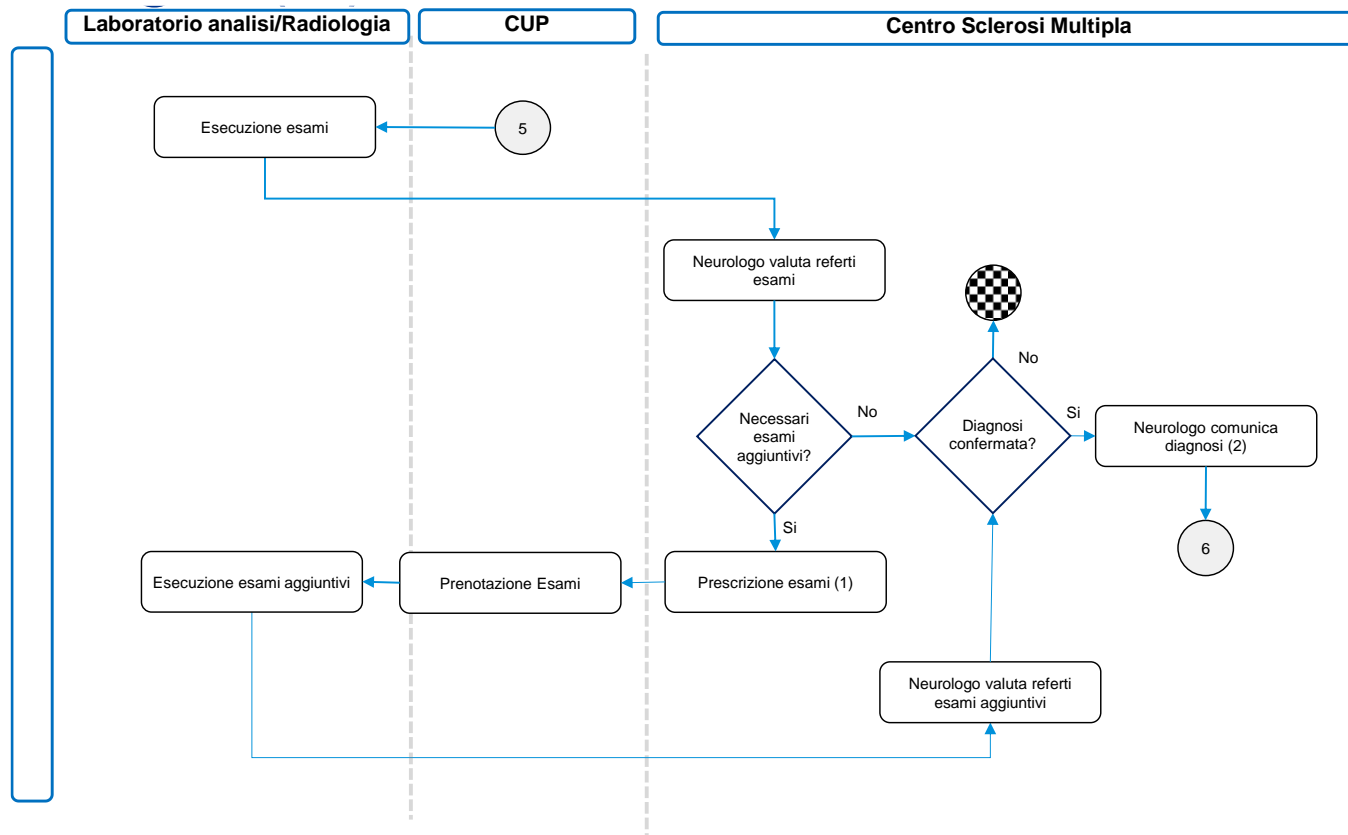 Laboratorio analisi/Radiologia
CUP
Centro Sclerosi Multipla
Esecuzione esami
5
Neurologo valuta referti
esami
No
Necessari
esami
aggiuntivi?
No
Diagnosi
confermata?
Si
Neurologo comunica
diagnosi (2)
Si
6
Esecuzione esami aggiuntivi
Prenotazione Esami
Prescrizione esami (1)
Neurologo valuta referti
esami aggiuntivi